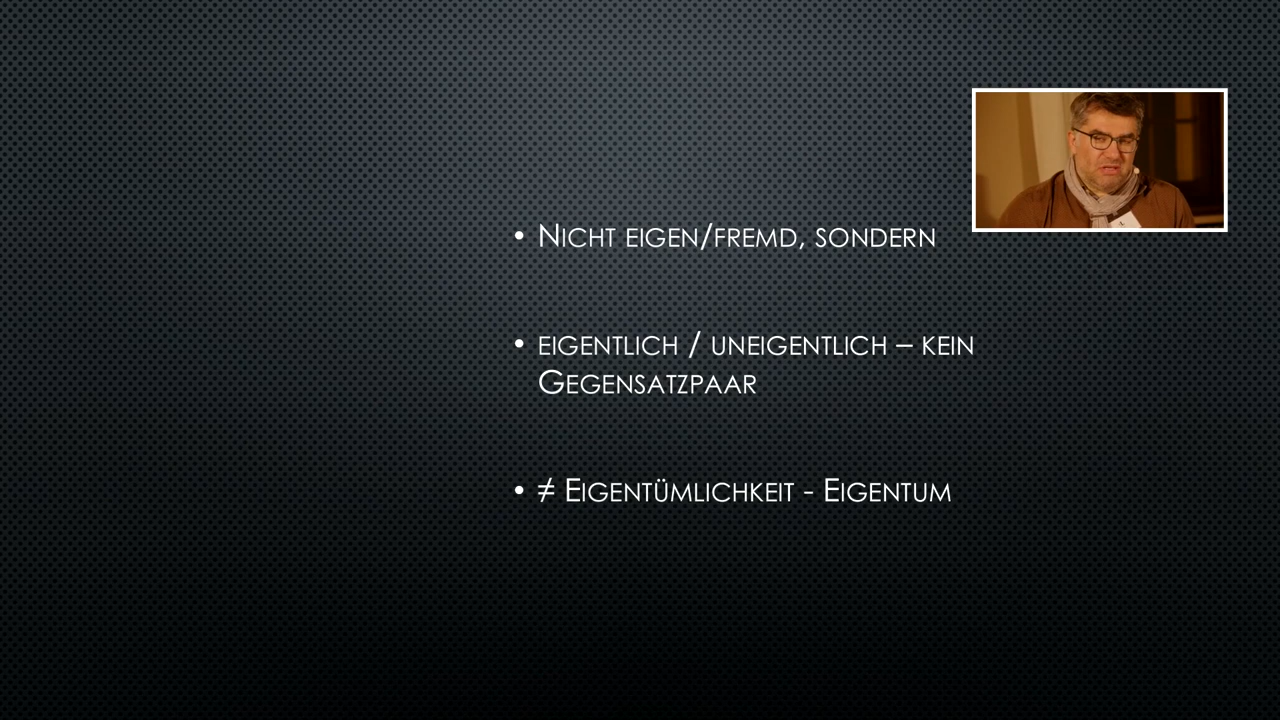 • Nicht eigen/fremd, sondern
• eigentlich / uneigentlich – kein
Gegensatzpaar
• ≠ Eigentümlichkeit - Eigentum